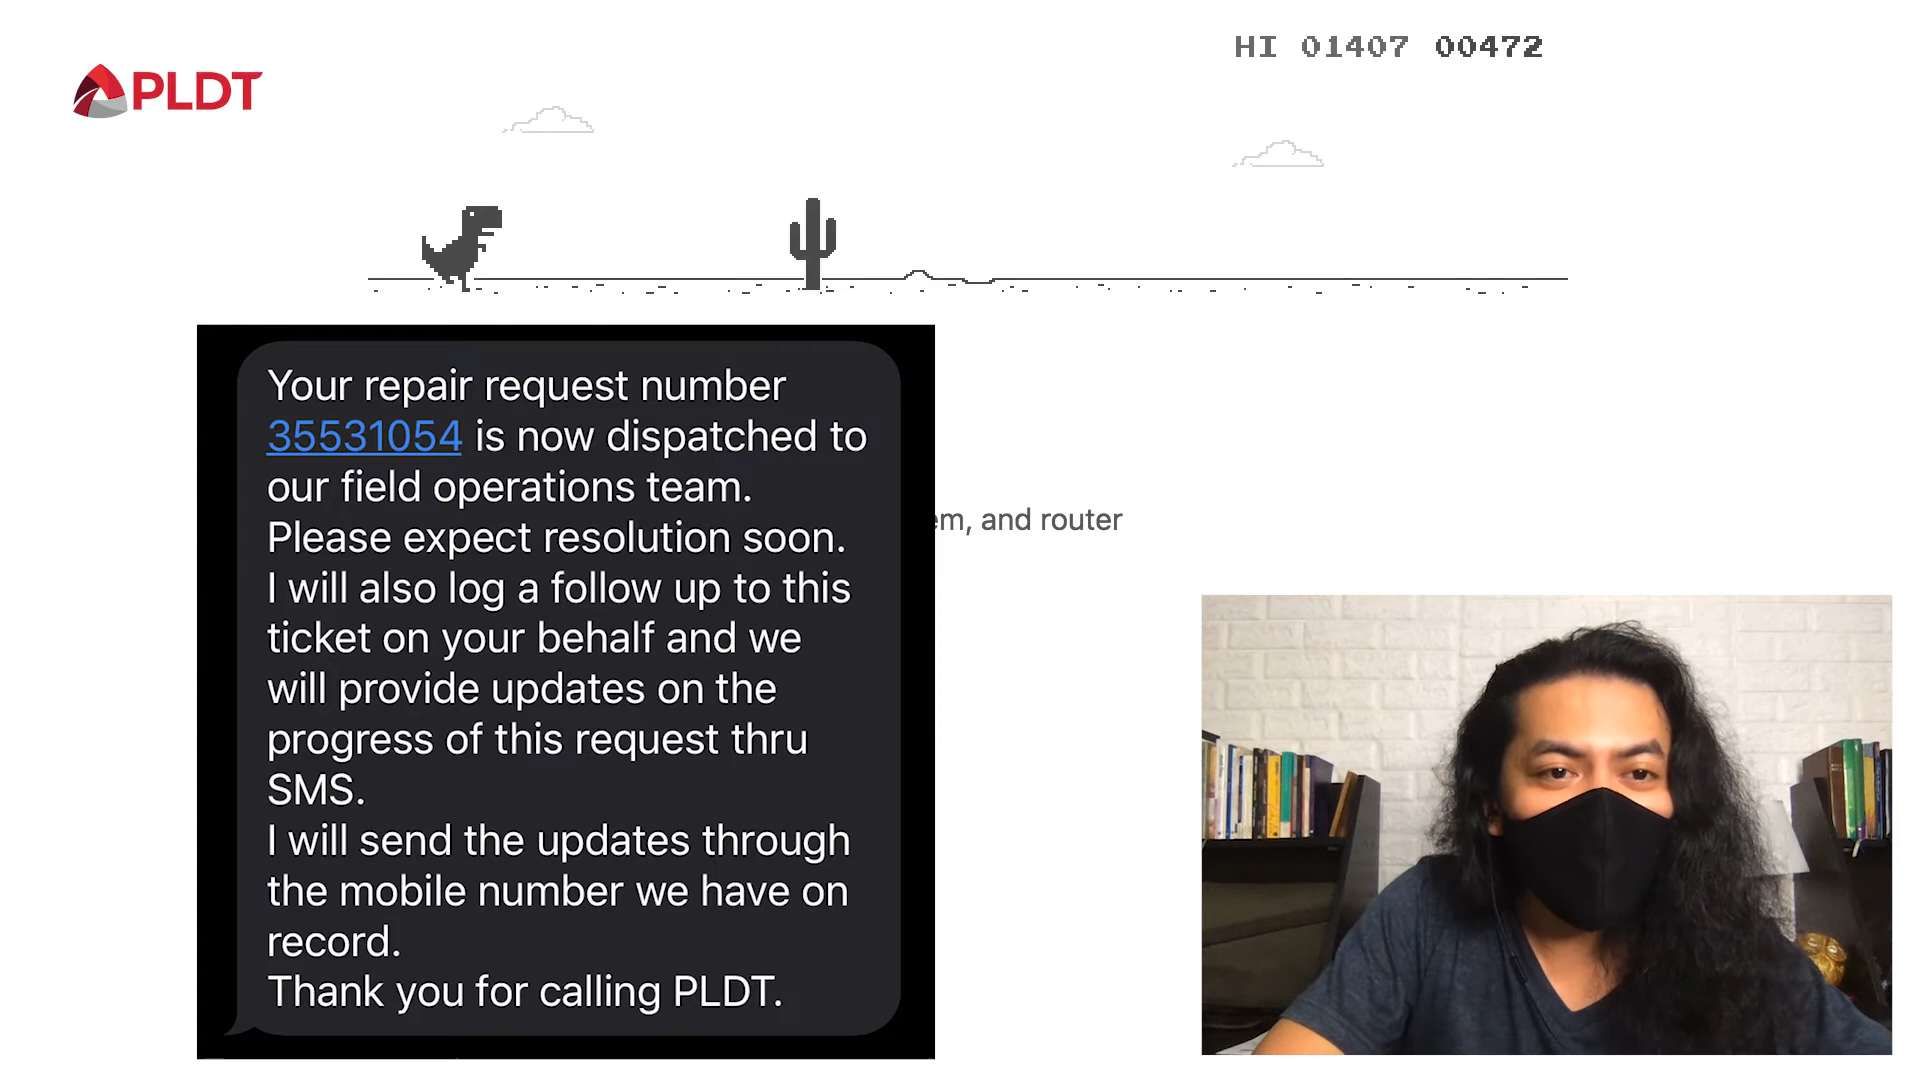 HI 01407 00472
PLDT
Your repair request number
35531054 is now dispatched to
our field operations team.
Please expect resolution soon.
I will also log a follow up to this
ticket on your behalf and we
will provide updates on the
progress of this request thru
SMS.
I will send the updates through
the mobile number we have on
record.
Thank you for calling PLDT.
, and router